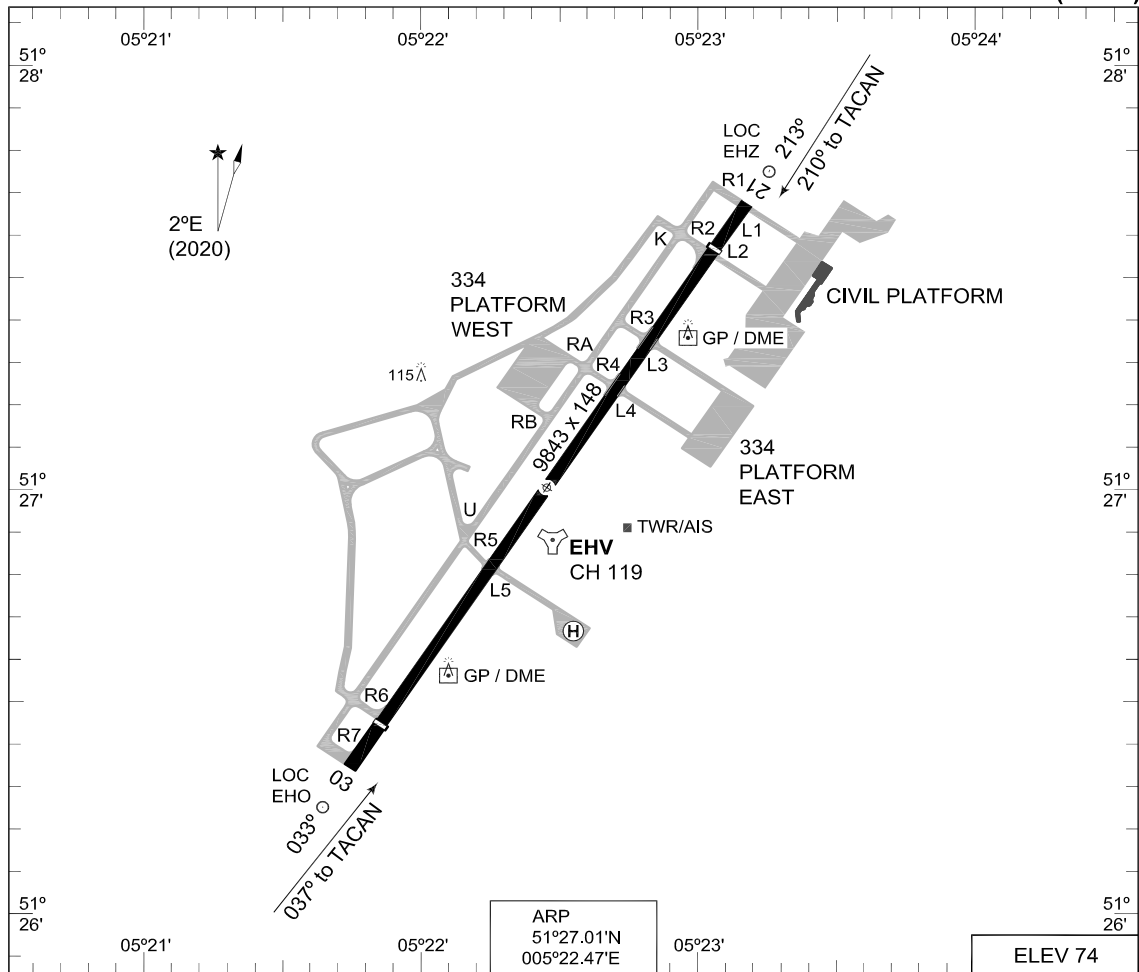 05º21'
05º22'
05º23'
05º24'
51º
28'
51º
28'
LOC
EHZ
213º
210º to TACAN
21
R1
L1
R2
L2
K
2ºE
(2020)
334
PLATFORM
WEST
CIVIL PLATFORM
R3
GP / DME
RA
R4
L3
115
L4
RB
9843 x 148
334
PLATFORM
EAST
51º
27'
51º
27'
U
R5
TWR/AIS
EHV
CH 119
L5
H
GP / DME
R6
R7
03
LOC
EHO
033º
037º to TACAN
51º
26'
51º
26'
ARP
51º27.01'N
005º22.47'E
05º21'
05º22'
05º23'
ELEV 74